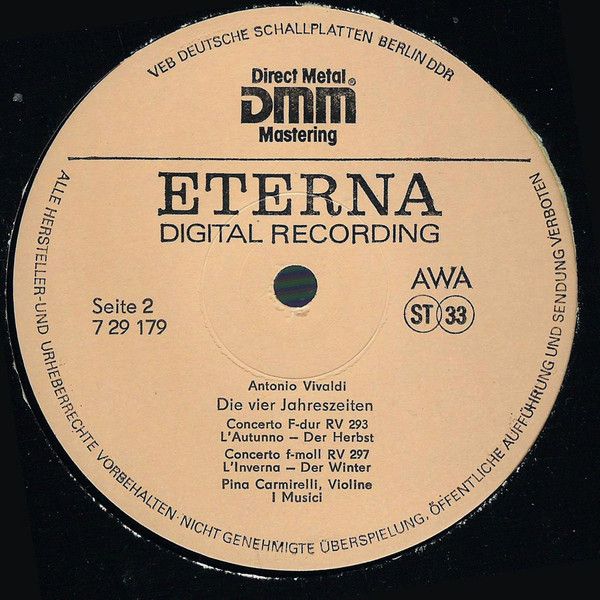 VEB DEUTSCHE SCHALLPLATTEN BERLIN DDR
Direct Metal
DMM®
Mastering
ETERNA
DIGITAL RECORDING
Seite 2
7 29 179
AWA
ST 33
Antonio Vivaldi
Die vier Jahreszeiten
Concerto F-dur RV 293
L'Autunno – Der Herbst
Concerto f-moll RV 297
L'Inverna – Der Winter
Pina Carmirelli, Violine
I Musici
ALLE HERSTELLER-UND URHEBERRECHTE VORBEHALTEN·NICHT GENEHMIGTE ÜBERSPIELUNG, ÖFFENTLICHE AUFFÜHRUNG UND SENDUNG VERBOTEN